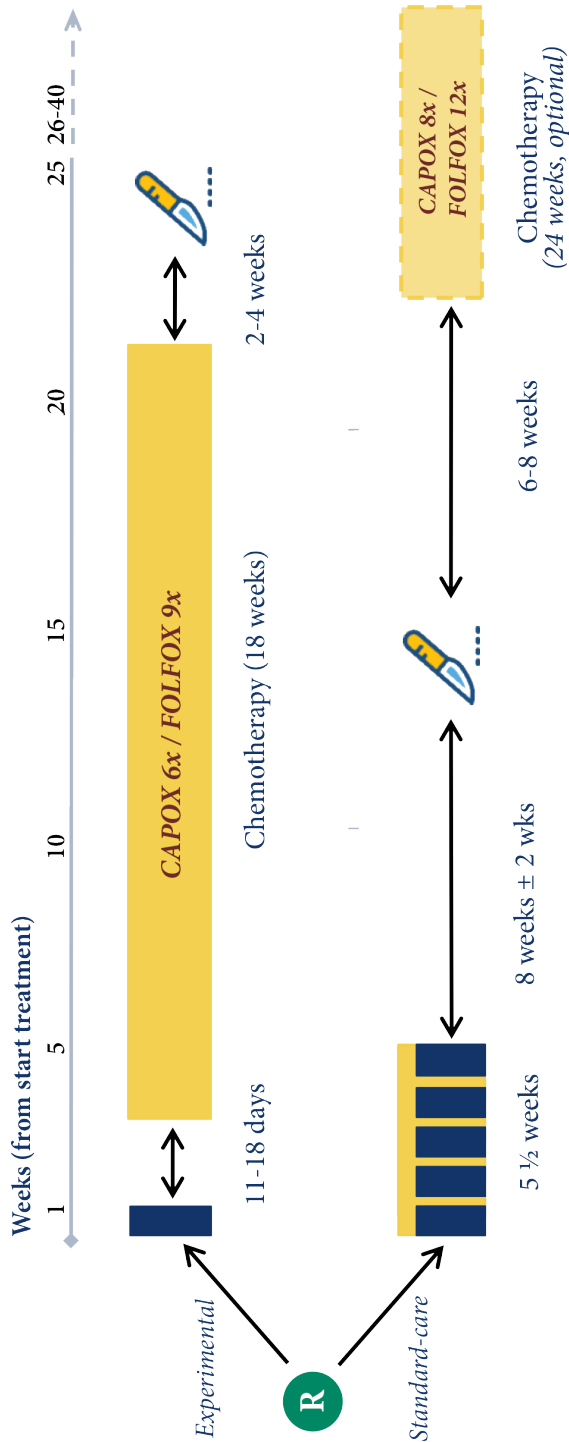 Weeks (from start treatment)
1 5 10 15 20 25 26-40
Experimental
CAPOX 6x / FOLFOX 9x
11-18 days
Chemotherapy (18 weeks)
2-4 weeks
R
Standard-care
CAPOX 8x /
FOLFOX 12x
5 ½ weeks
8 weeks ± 2 wks
6-8 weeks
Chemotherapy
(24 weeks, optional)